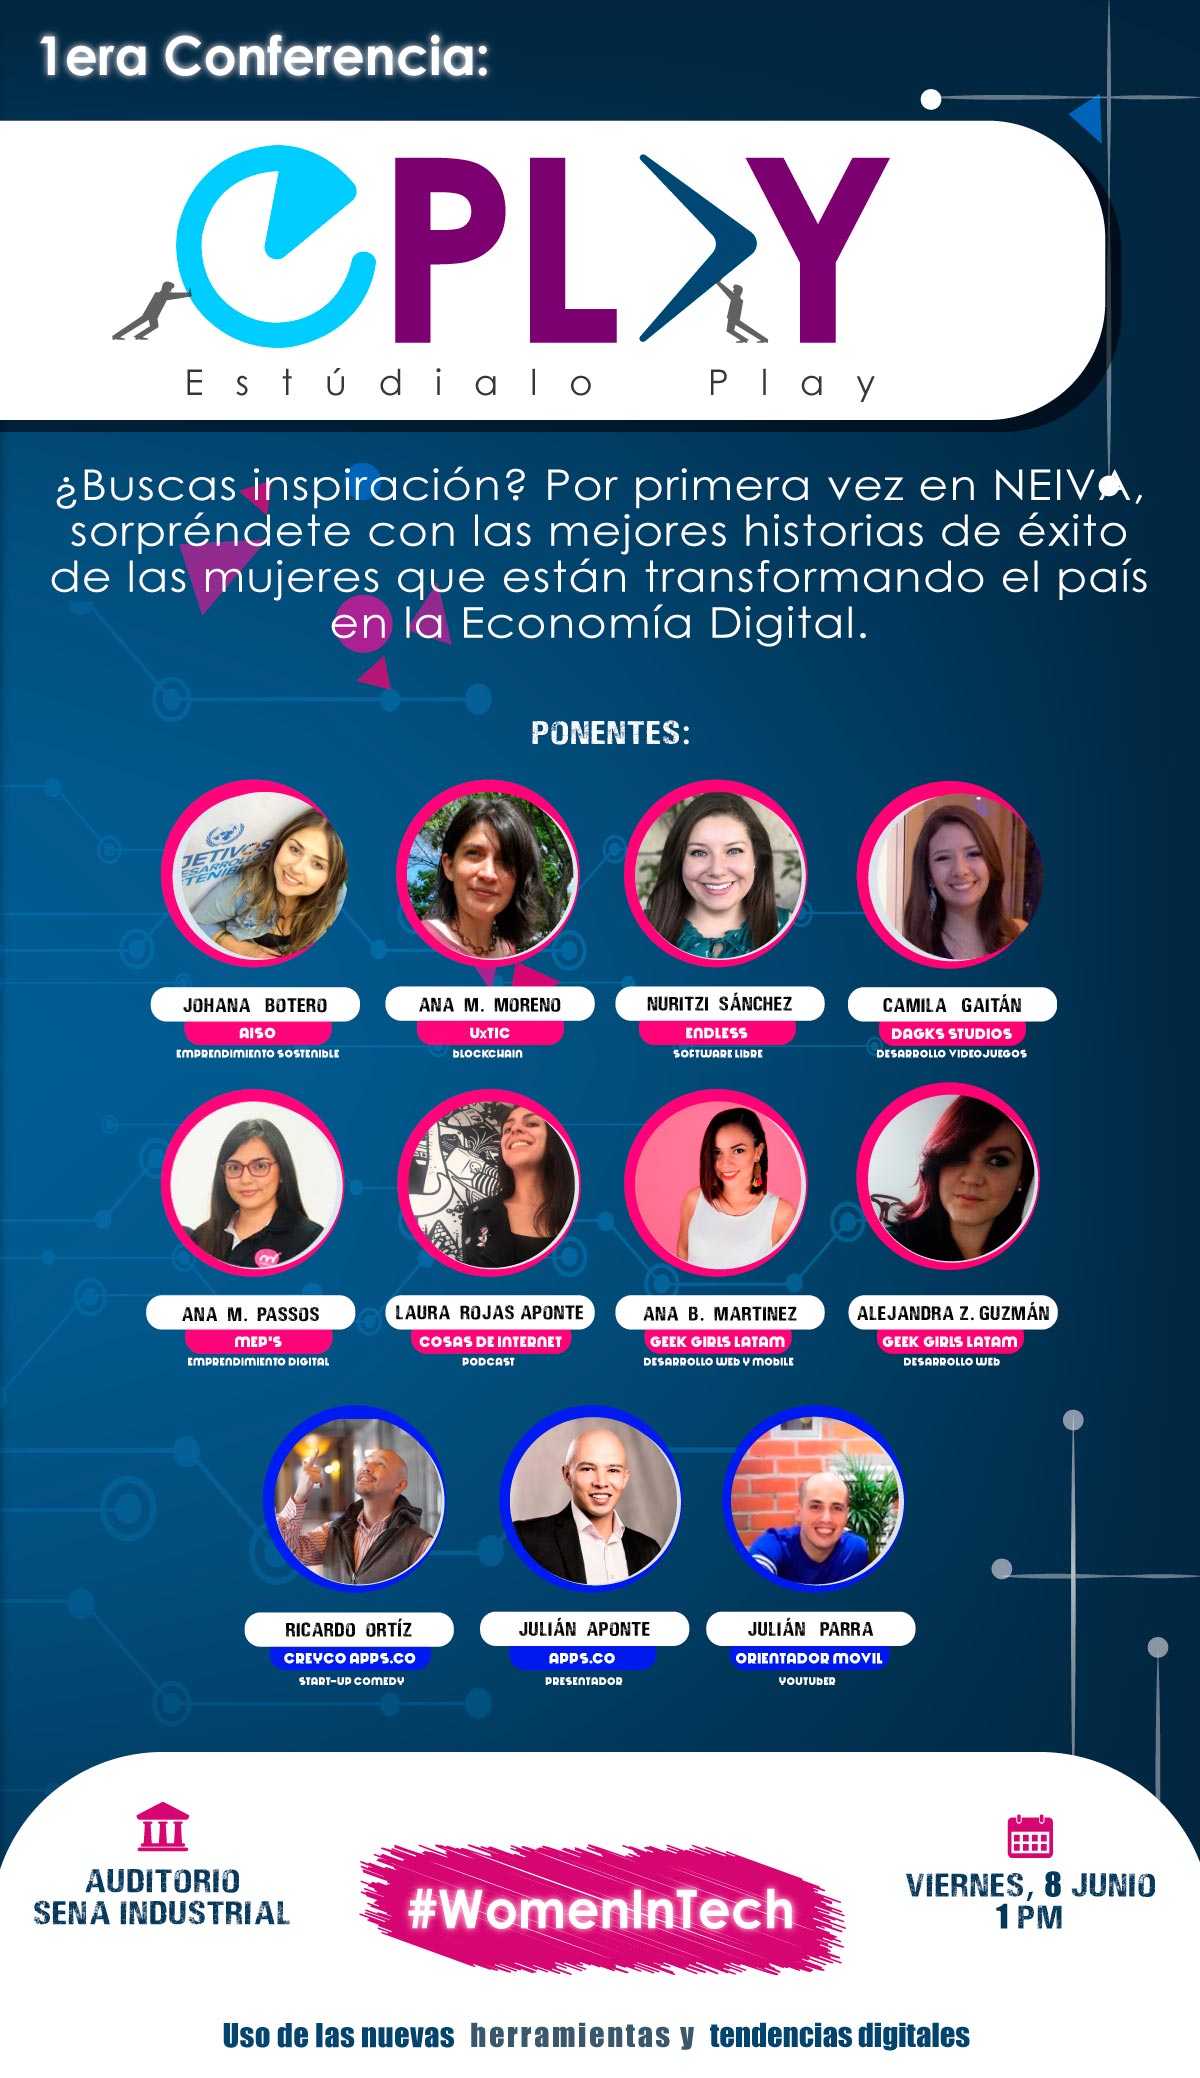 1era Conferencia:
ePLAY
Estúdialo Play
¿Buscas inspiración? Por primera vez en NEIVA,
sorpréndete con las mejores historias de éxito
de las mujeres que están transformando el país
en la Economía Digital.
PONENTES:
JETIVOS
DESARROLLO
TENIBLE
JOHANA BOTERO
AISO
EMPRENDIMIENTO SOSTENIBLE
ANA M. MORENO
UxTIC
BLOCKCHAIN
NURITZI SÁNCHEZ
ENDLESS
SOFTWARE LIBRE
CAMILA GAITÁN
DAGKS STUDIOS
DESARROLLO VIDEOJUEGOS
ANA M. PASSOS
MEP'S
EMPRENDIMIENTO DIGITAL
LAURA ROJAS APONTE
COSAS DE INTERNET
PODCAST
ANA B. MARTINEZ
GEEK GIRLS LATAM
DESARROLLO WEB Y MOBILE
ALEJANDRA Z. GUZMÁN
GEEK GIRLS LATAM
DESARROLLO WEB
RICARDO ORTÍZ
CREYCO APPS.CO
START-UP COMEDY
JULIÁN APONTE
APPS.CO
PRESENTADOR
JULIÁN PARRA
ORIENTADOR MOVIL
YOUTUBER
AUDITORIO
SENA INDUSTRIAL
#WomenInTech
VIERNES, 8 JUNIO
1 PM
Uso de las nuevas herramientas y tendencias digitales